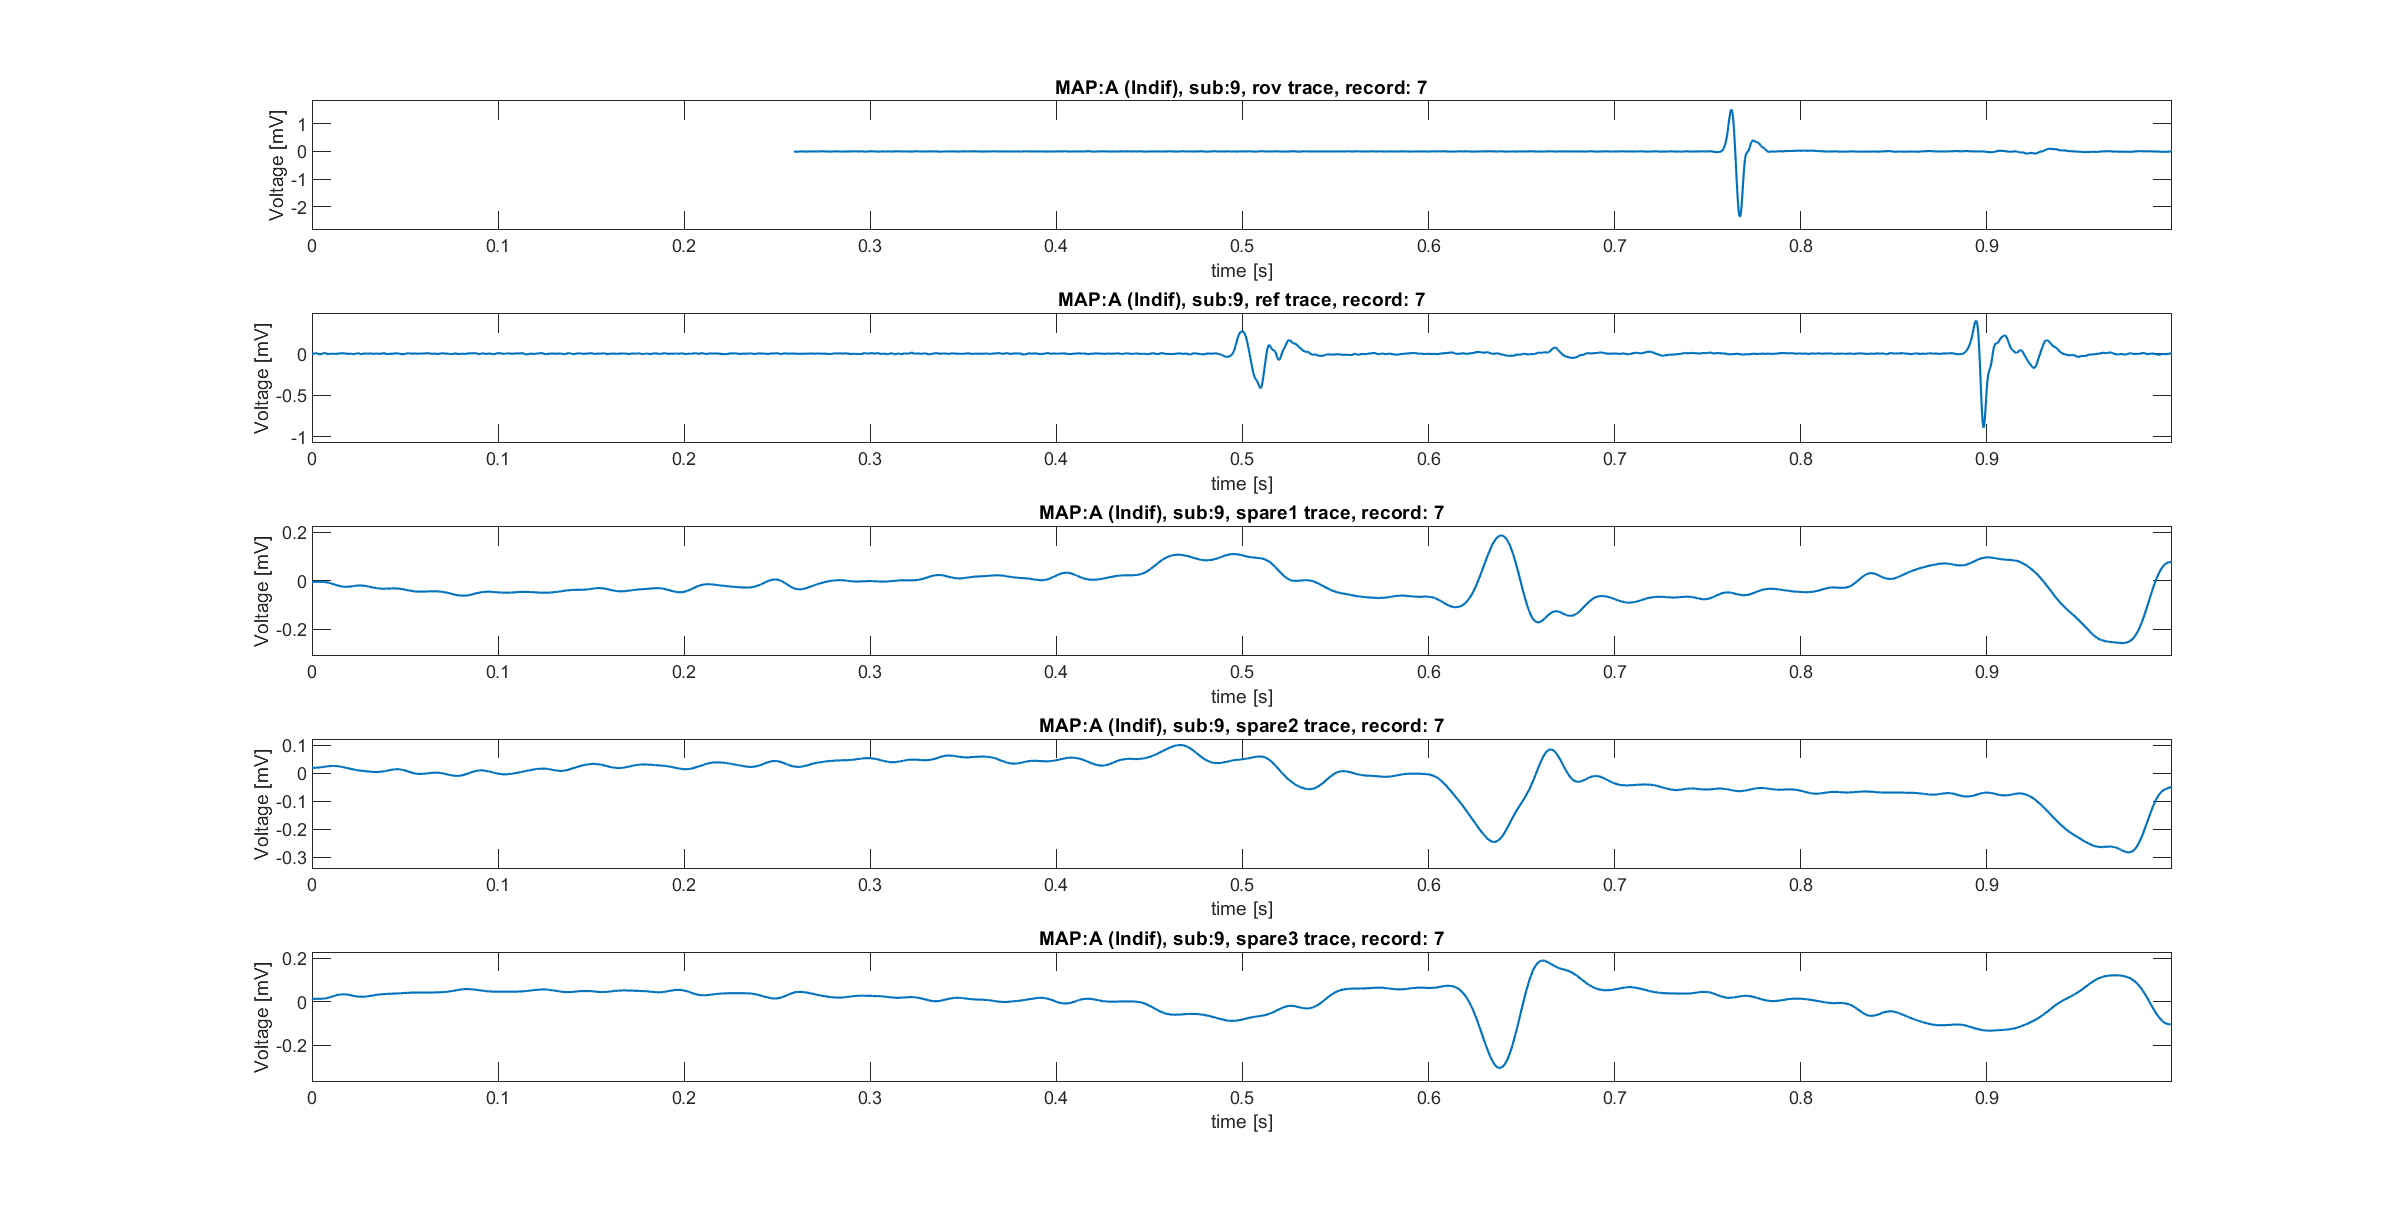 MAP:A (Indif), sub:9, rov trace, record: 7
Voltage [mV]
1
0
-1
-2
0 0.1 0.2 0.3 0.4 0.5 0.6 0.7 0.8 0.9
time [s]
MAP:A (Indif), sub:9, ref trace, record: 7
Voltage [mV]
0
-0.5
-1
0 0.1 0.2 0.3 0.4 0.5 0.6 0.7 0.8 0.9
time [s]
MAP:A (Indif), sub:9, spare1 trace, record: 7
Voltage [mV]
0.2
0
-0.2
0 0.1 0.2 0.3 0.4 0.5 0.6 0.7 0.8 0.9
time [s]
MAP:A (Indif), sub:9, spare2 trace, record: 7
Voltage [mV]
0.1
0
-0.1
-0.2
-0.3
0 0.1 0.2 0.3 0.4 0.5 0.6 0.7 0.8 0.9
time [s]
MAP:A (Indif), sub:9, spare3 trace, record: 7
Voltage [mV]
0.2
0
-0.2
0 0.1 0.2 0.3 0.4 0.5 0.6 0.7 0.8 0.9
time [s]